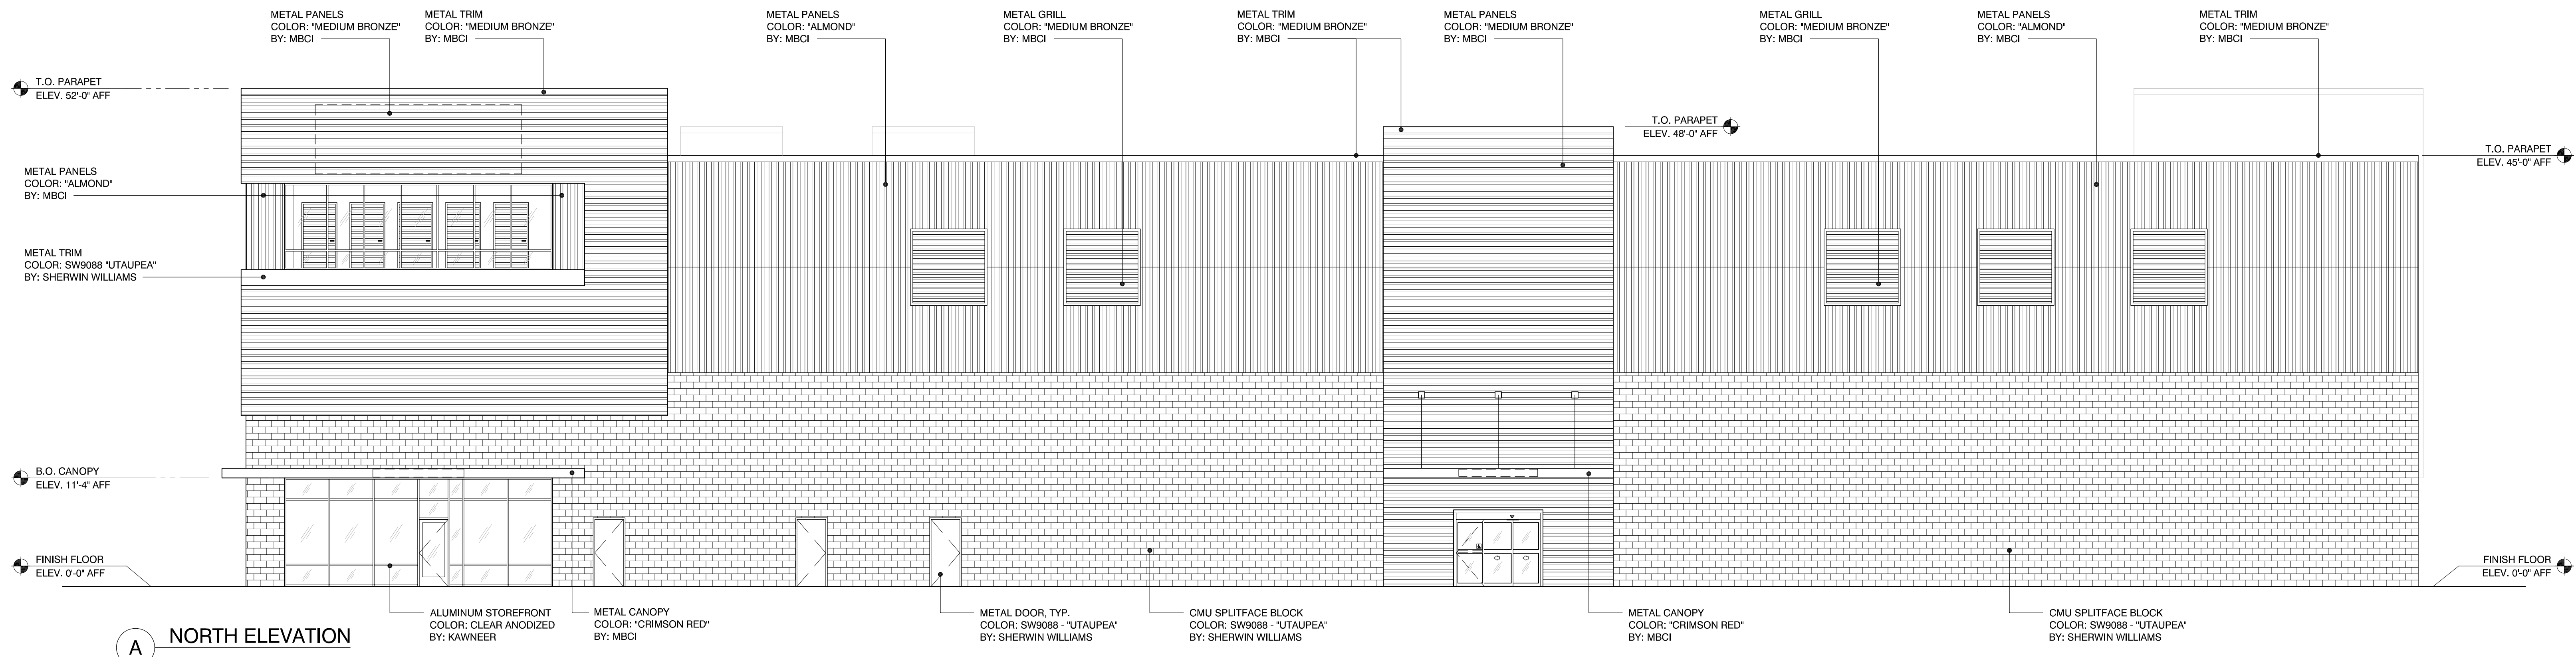 METAL PANELS
COLOR: "MEDIUM BRONZE"
BY: MBCI
METAL TRIM
COLOR: "MEDIUM BRONZE"
BY: MBCI
METAL PANELS
COLOR: "ALMOND"
BY: MBCI
METAL GRILL
COLOR: "MEDIUM BRONZE"
BY: MBCI
METAL TRIM
COLOR: "MEDIUM BRONZE"
BY: MBCI
METAL PANELS
COLOR: "MEDIUM BRONZE"
BY: MBCI
METAL GRILL
COLOR: "MEDIUM BRONZE"
BY: MBCI
METAL PANELS
COLOR: "ALMOND"
BY: MBCI
METAL TRIM
COLOR: "MEDIUM BRONZE"
BY: MBCI
T.O. PARAPET
ELEV. 52'-0" AFF
T.O. PARAPET
ELEV. 48'-0" AFF
T.O. PARAPET
ELEV. 45'-0" AFF
METAL PANELS
COLOR: "ALMOND"
BY: MBCI
METAL TRIM
COLOR: SW9088 "UTAUPEA"
BY: SHERWIN WILLIAMS
B.O. CANOPY
ELEV. 11'-4" AFF
FINISH FLOOR
ELEV. 0'-0" AFF
FINISH FLOOR
ELEV. 0'-0" AFF
ALUMINUM STOREFRONT
COLOR: CLEAR ANODIZED
BY: KAWNEER
METAL CANOPY
COLOR: "CRIMSON RED"
BY: MBCI
METAL DOOR, TYP.
COLOR: SW9088 - "UTAUPEA"
BY: SHERWIN WILLIAMS
CMU SPLITFACE BLOCK
COLOR: SW9088 - "UTAUPEA"
BY: SHERWIN WILLIAMS
METAL CANOPY
COLOR: "CRIMSON RED"
BY: MBCI
CMU SPLITFACE BLOCK
COLOR: SW9088 - "UTAUPEA"
BY: SHERWIN WILLIAMS
A NORTH ELEVATION